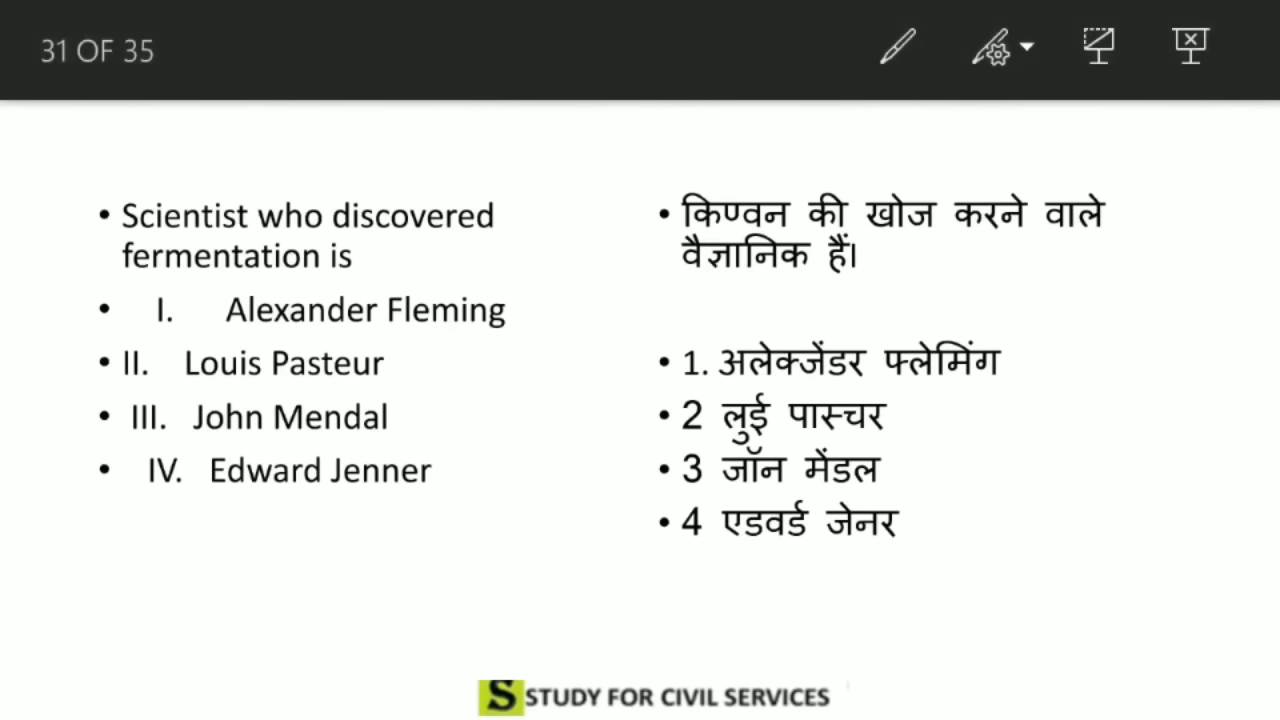 31 OF 35
• Scientist who discovered
fermentation is
• I. Alexander Fleming
• II. Louis Pasteur
• III. John Mendal
• IV. Edward Jenner
• किण्वन की खोज करने वाले
वैज्ञानिक हैं।
• 1. अलेक्जेंडर फ्लेमिंग
• 2 लुई पास्चर
• 3 जॉन मेंडल
• 4 एडवर्ड जेनर
S STUDY FOR CIVIL SERVICES